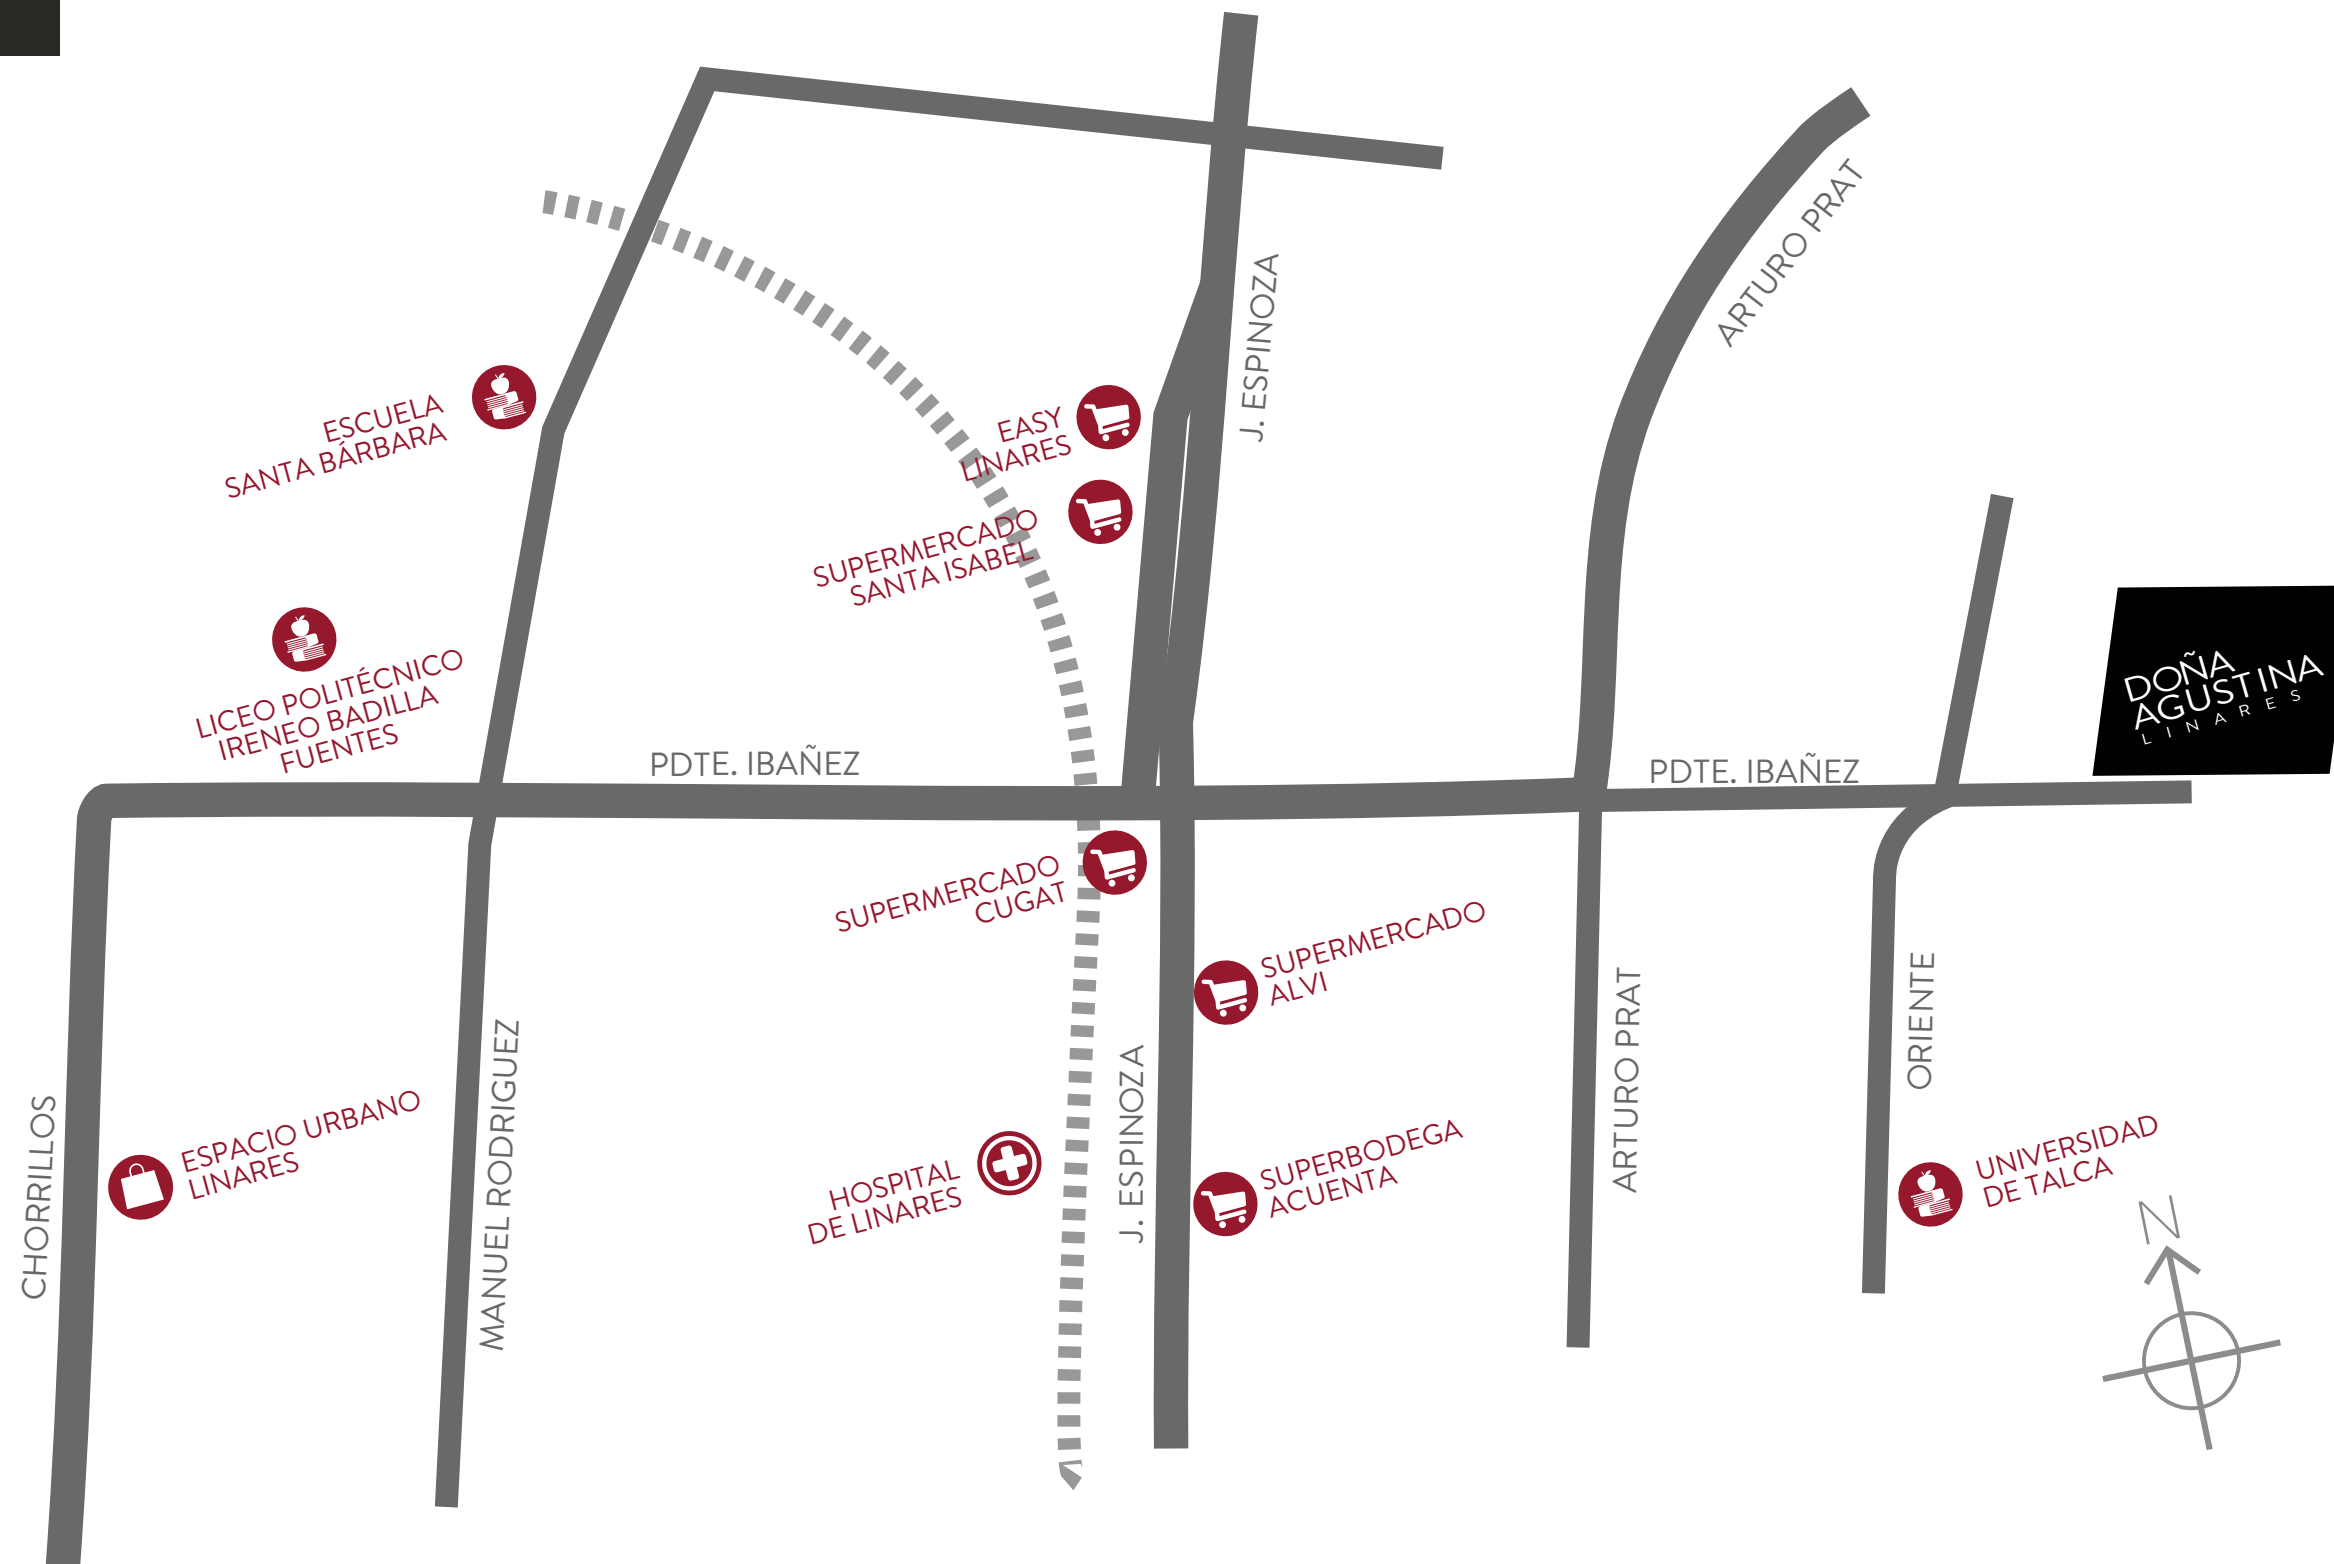 ARTURO PRAT
J. ESPINOZA
ESCUELA
SANTA BÁRBARA
EASY
LINARES
SUPERMERCADO
SANTA ISABEL
LICEO POLITÉCNICO
IRENEO BADILLA
FUENTES
DOÑA
AGUSTINA
LINARES
PDTE. IBAÑEZ
PDTE. IBAÑEZ
SUPERMERCADO
CUGAT
SUPERMERCADO
ALVI
ORIENTE
ARTURO PRAT
MANUEL RODRIGUEZ
J. ESPINOZA
CHORRILLOS
ESPACIO URBANO
LINARES
HOSPITAL
DE LINARES
SUPERBODEGA
ACUENTA
UNIVERSIDAD
DE TALCA
N